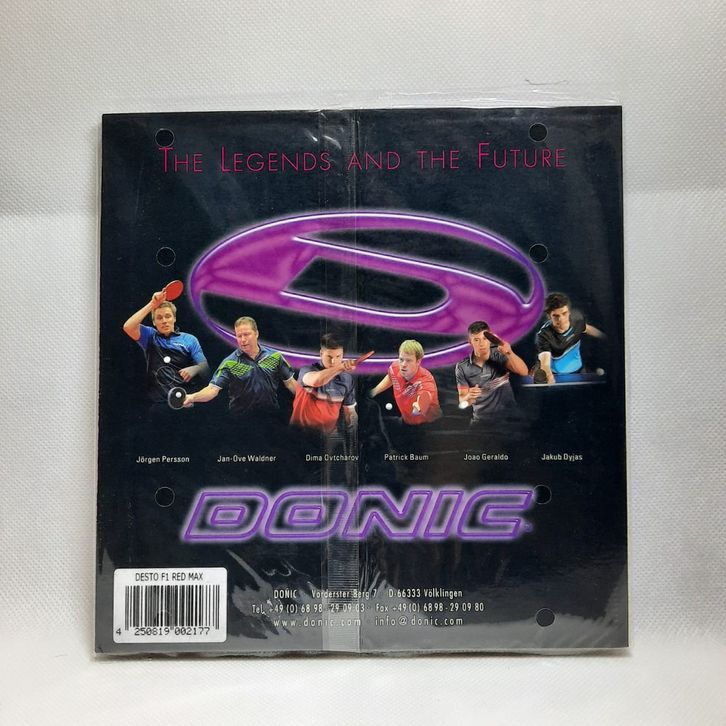 THE LEGENDS AND THE FUTURE
Jörgen Persson Jan-Ove Waldner Dima Ovtcharov Patrick Baum Joao Geraldo Jakub Dyjas
DONIC
DESTO F1 RED MAX
4 250819 002177
DONIC Vorderster Berg 7 D-66333 Völklingen
Tel. +49 (0) 68 98 - 29 09 03 - Fax +49 (0) 68 98 - 29 09 80
www.donic.com info@donic.com